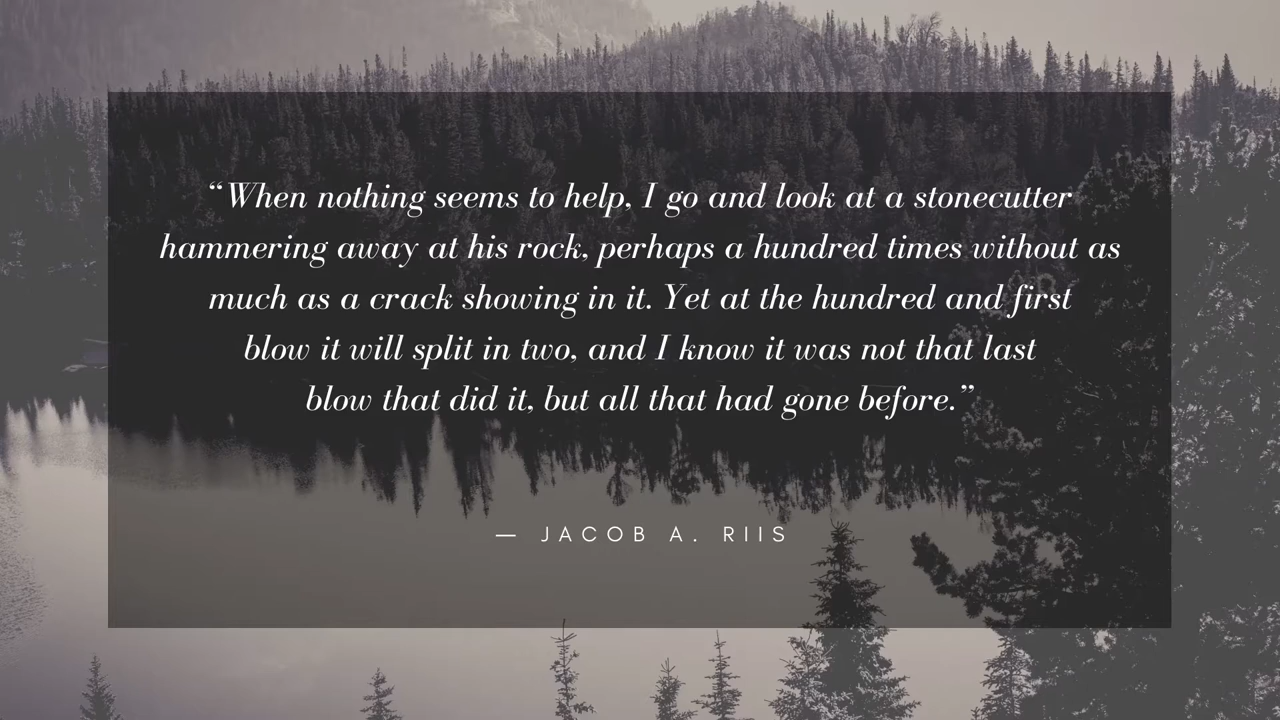 “When nothing seems to help, I go and look at a stonecutter
hammering away at his rock, perhaps a hundred times without as
much as a crack showing in it. Yet at the hundred and first
blow it will split in two, and I know it was not that last
blow that did it, but all that had gone before.”
— JACOB A. RIIS